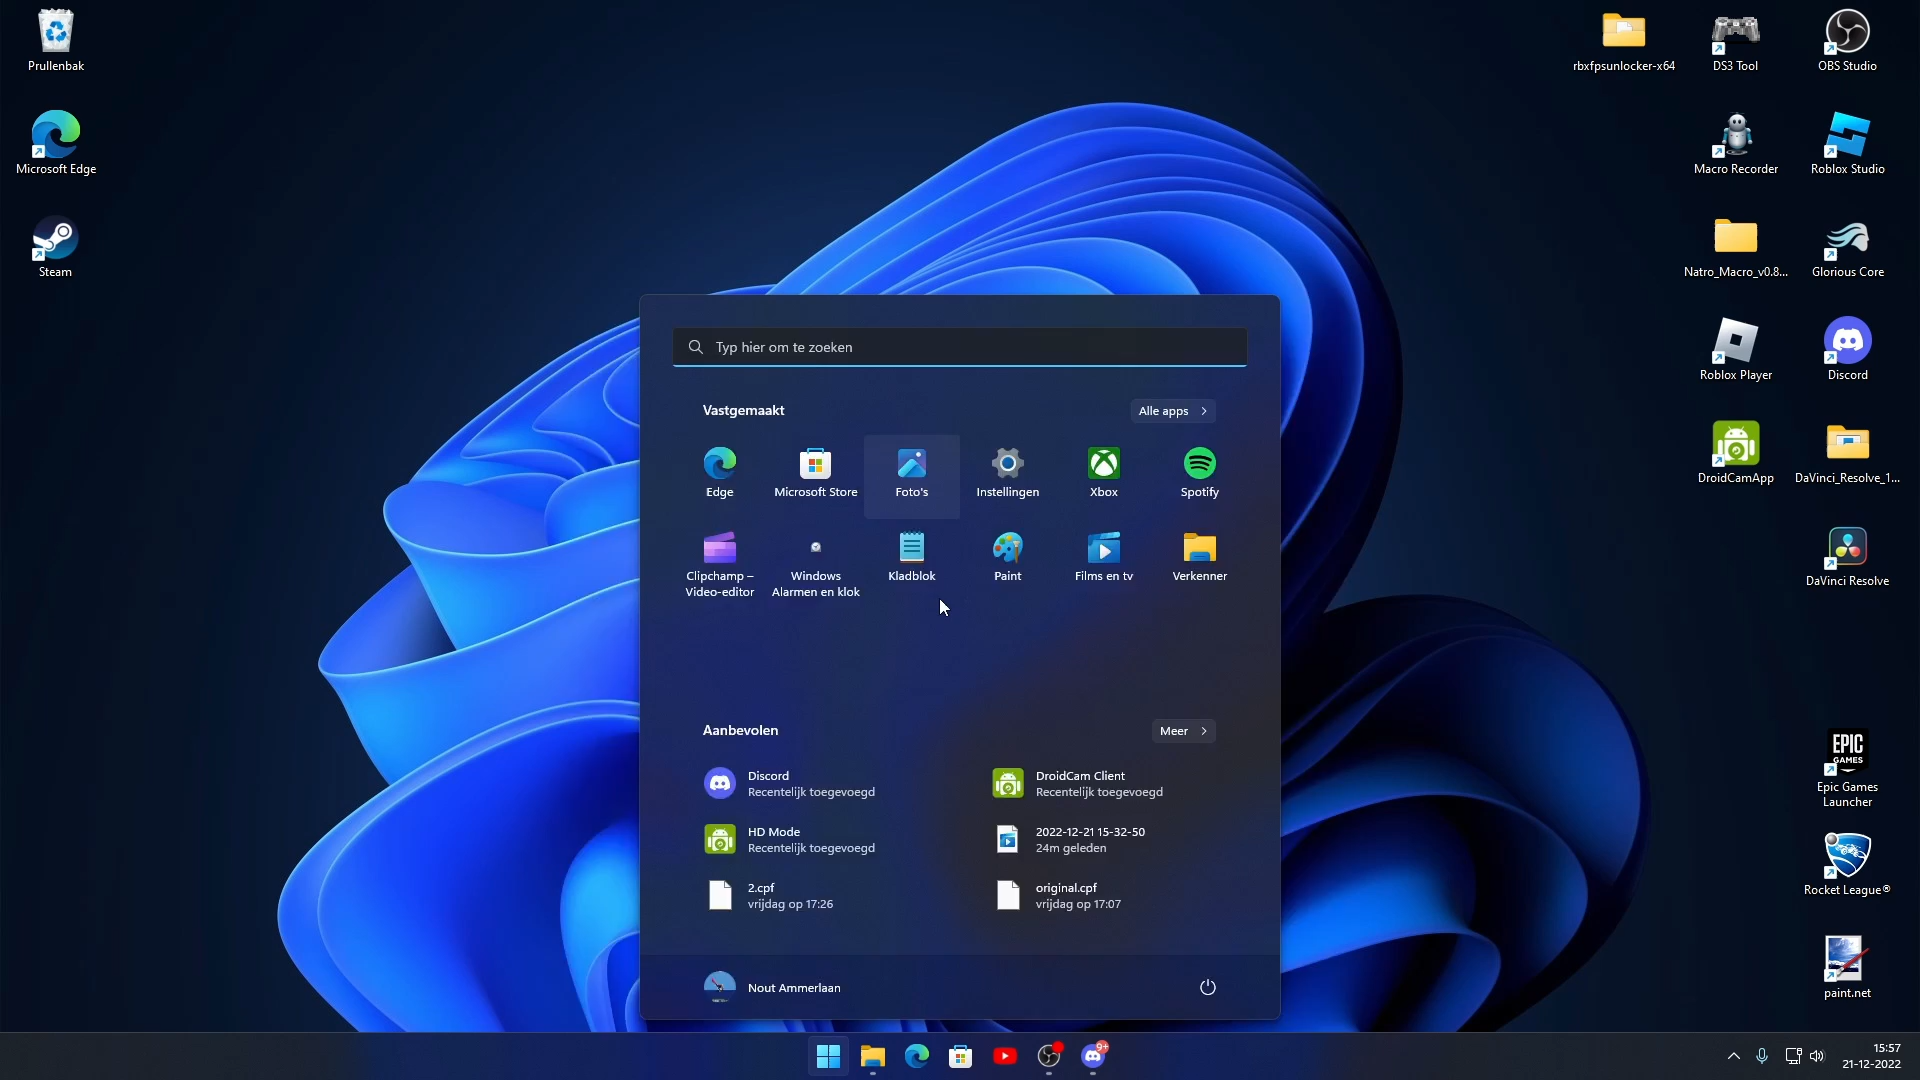 Prullenbak
Microsoft Edge
Steam
rbxfpsunlocker-x64
DS3 Tool
OBS Studio
Macro Recorder
Roblox Studio
Natro_Macro_v0.8...
Glorious Core
Roblox Player
Discord
DroidCamApp
DaVinci_Resolve_1...
DaVinci Resolve
EPIC
GAMES
Epic Games
Launcher
Rocket League®
paint.net
Typ hier om te zoeken
Vastgemaakt
Alle apps
Edge
Microsoft Store
Foto's
Instellingen
Xbox
Spotify
Clipchamp –
Video-editor
Windows
Alarmen en klok
Kladblok
Paint
Films en tv
Verkenner
Aanbevolen
Meer
Discord
Recentelijk toegevoegd
DroidCam Client
Recentelijk toegevoegd
HD Mode
Recentelijk toegevoegd
2022-12-21 15-32-50
24m geleden
2.cpf
vrijdag op 17:26
original.cpf
vrijdag op 17:07
Nout Ammerlaan
9+
15:57
21-12-2022